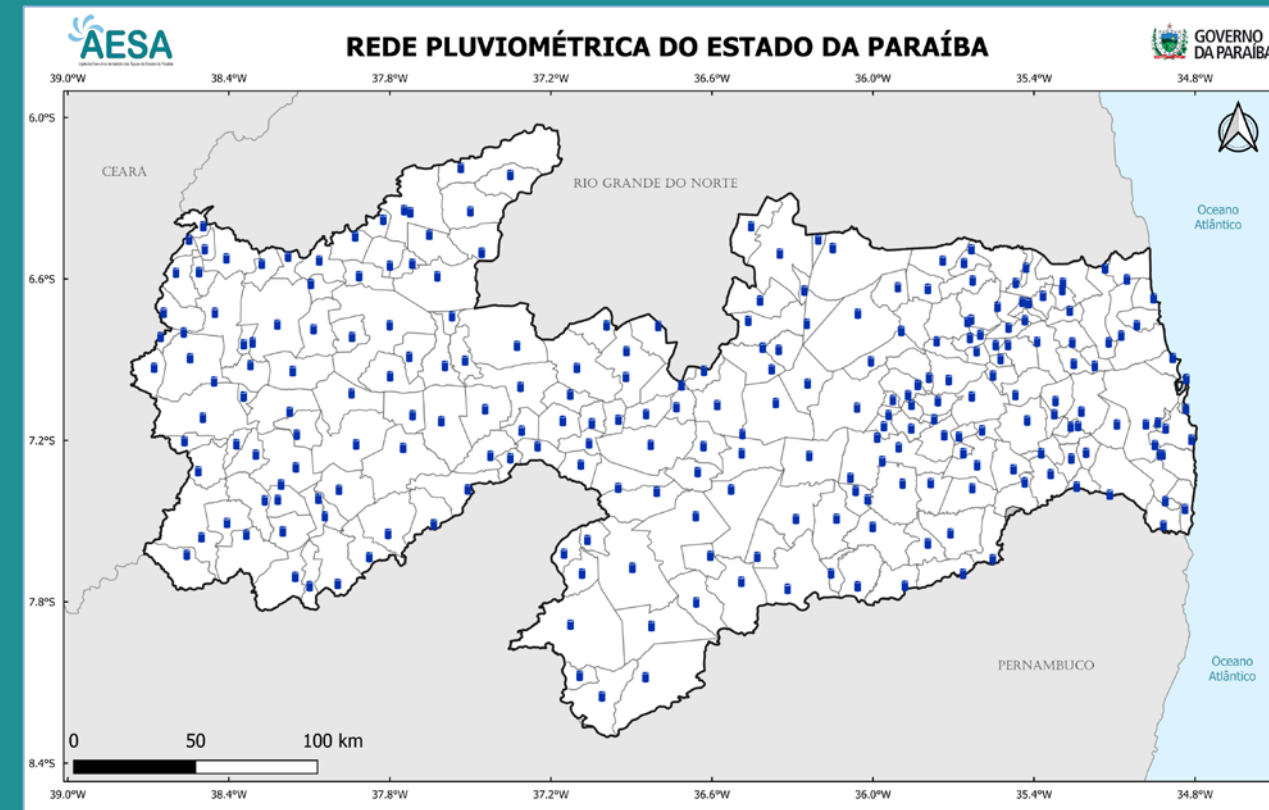 AESA
REDE PLUVIOMÉTRICA DO ESTADO DA PARAÍBA
GOVERNO
DA PARAÍBA
39.0°W 38.4°W 37.8°W 37.2°W 36.6°W 36.0°W 35.4°W 34.8°W
6.0°S
CEARÁ
RIO GRANDE DO NORTE
Oceano
Atlântico
6.6°S
7.2°S
7.8°S
PERNAMBUCO
Oceano
Atlântico
0 50 100 km
8.4°S
39.0°W 38.4°W 37.8°W 37.2°W 36.6°W 36.0°W 35.4°W 34.8°W